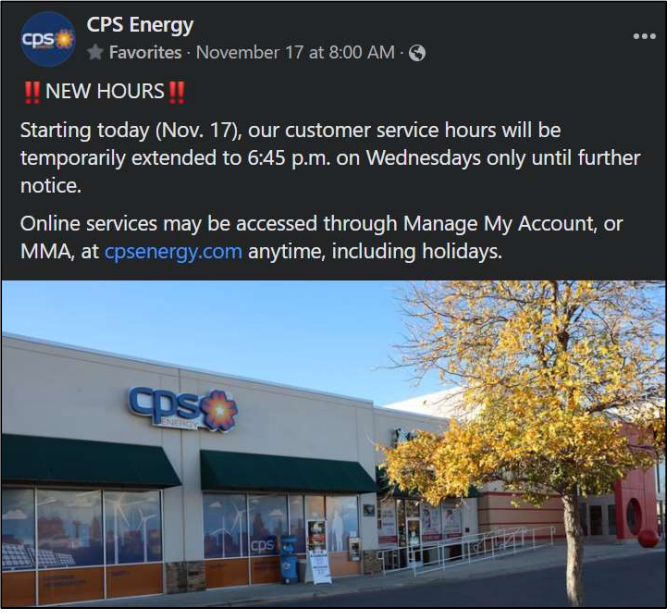 CPS Energy
Favorites · November 17 at 8:00 AM ·
‼️NEW HOURS‼️
Starting today (Nov. 17), our customer service hours will be
temporarily extended to 6:45 p.m. on Wednesdays only until further
notice.
Online services may be accessed through Manage My Account, or
MMA, at cpsenergy.com anytime, including holidays.
cps
ENERGY
cps